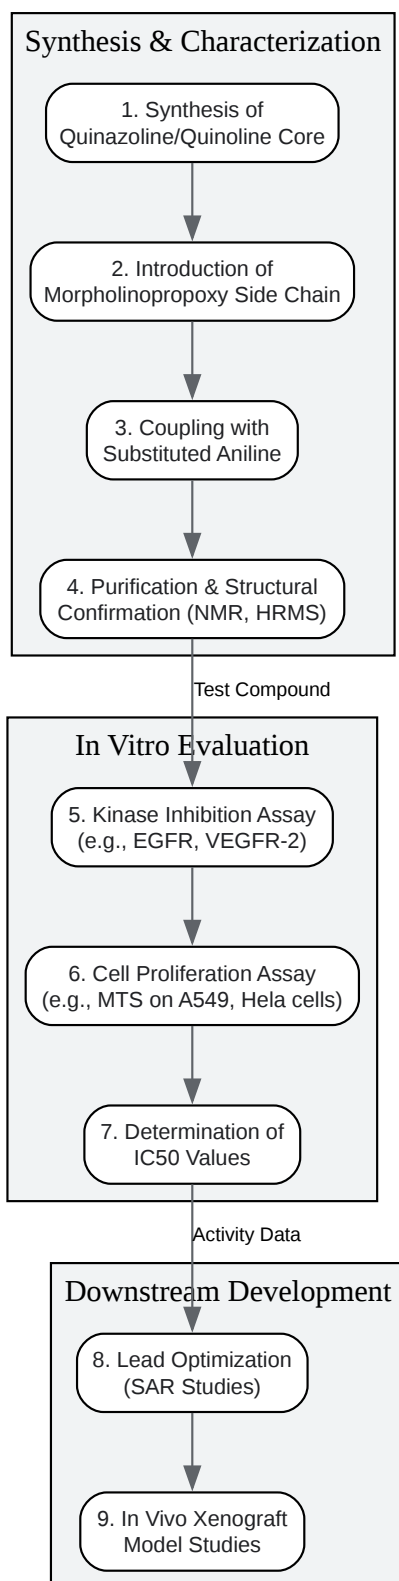 Synthesis & Characterization
1. Synthesis of
Quinazoline/Quinoline Core
2. Introduction of
Morpholinopropoxy Side Chain
3. Coupling with
Substituted Aniline
4. Purification & Structural
Confirmation (NMR, HRMS)
Test Compound
In Vitro Evaluation
5. Kinase Inhibition Assay
(e.g., EGFR, VEGFR-2)
6. Cell Proliferation Assay
(e.g., MTS on A549, Hela cells)
7. Determination of
IC50 Values
Activity Data
Downstream Development
8. Lead Optimization
(SAR Studies)
9. In Vivo Xenograft
Model Studies